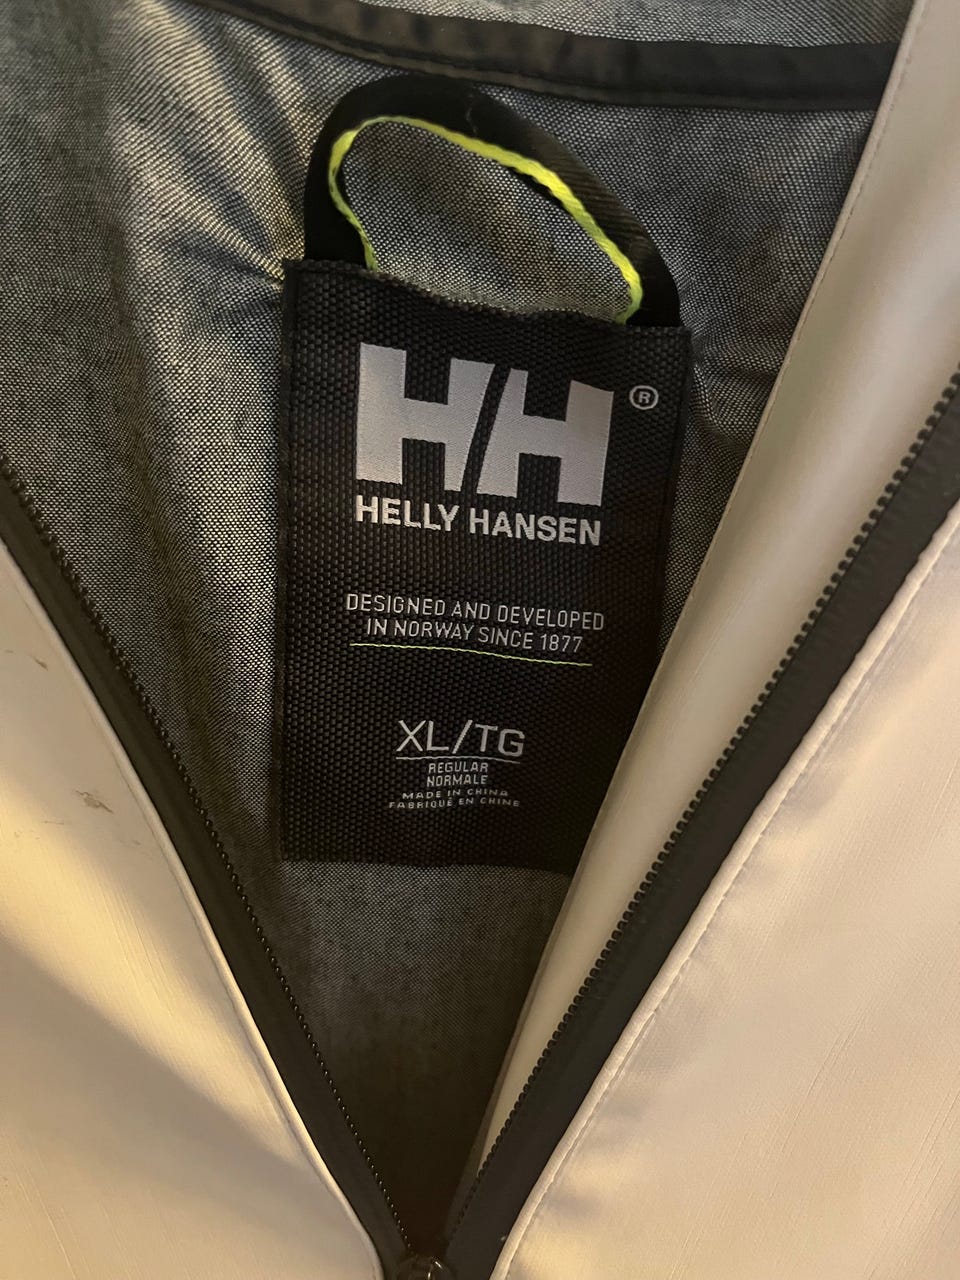 HH®
HELLY HANSEN
DESIGNED AND DEVELOPED
IN NORWAY SINCE 1877
XL/TG
REGULAR
NORMALE
MADE IN CHINA
FABRIQUÉ EN CHINE